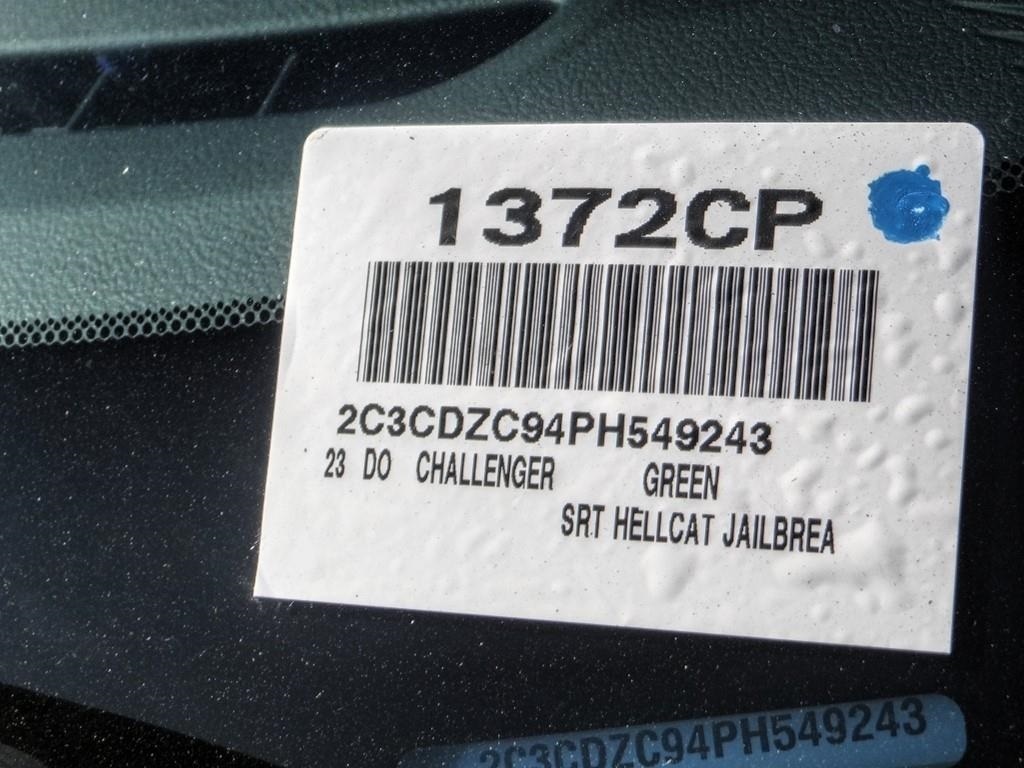 1372CP
2C3CDZC94PH549243
23 DO CHALLENGER GREEN
SRT HELLCAT JAILBREA
2C3CDZC94PH549243